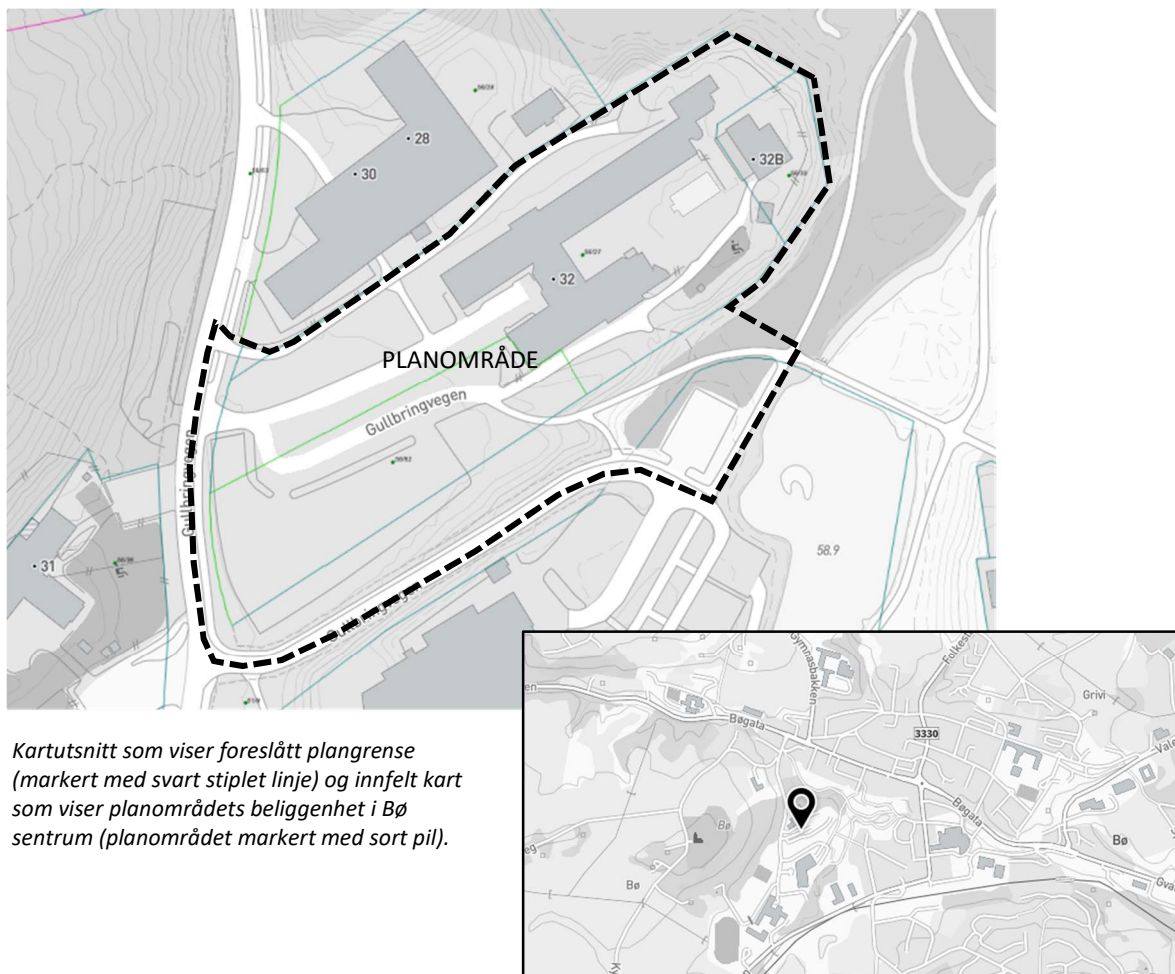 28
30
32B
32
PLANOMRÅDE
Gullbringvegen
Gullbringvegen
31
58.9
Gymnasbakken
Bøgata
Grivi
3330
Bøgata
Bø
Bø
Bø
Kartutsnitt som viser foreslått plangrense
(markert med svart stiplet linje) og innfelt kart
som viser planområdets beliggenhet i Bø
sentrum (planområdet markert med sort pil).